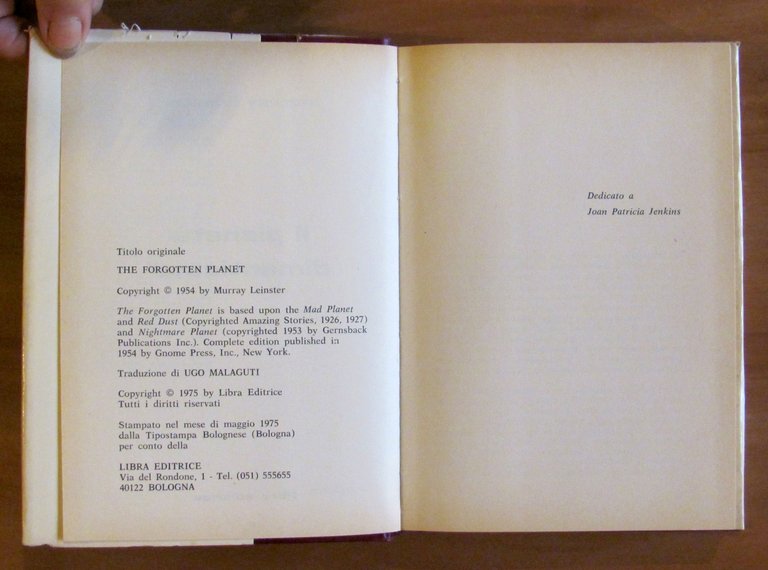 Titolo originale
THE FORGOTTEN PLANET
Copyright © 1954 by Murray Leinster
The Forgotten Planet is based upon the Mad Planet
and Red Dust (Copyrighted Amazing Stories, 1926, 1927)
and Nightmare Planet (copyrighted 1953 by Gernsback
Publications Inc.). Complete edition published in
1954 by Gnome Press, Inc., New York.
Traduzione di UGO MALAGUTI
Copyright © 1975 by Libra Editrice
Tutti i diritti riservati
Stampato nel mese di maggio 1975
dalla Tipostampa Bolognese (Bologna)
per conto della
LIBRA EDITRICE
Via del Rondone, 1 - Tel. (051) 555655
40122 BOLOGNA
Dedicato a
Joan Patricia Jenkins